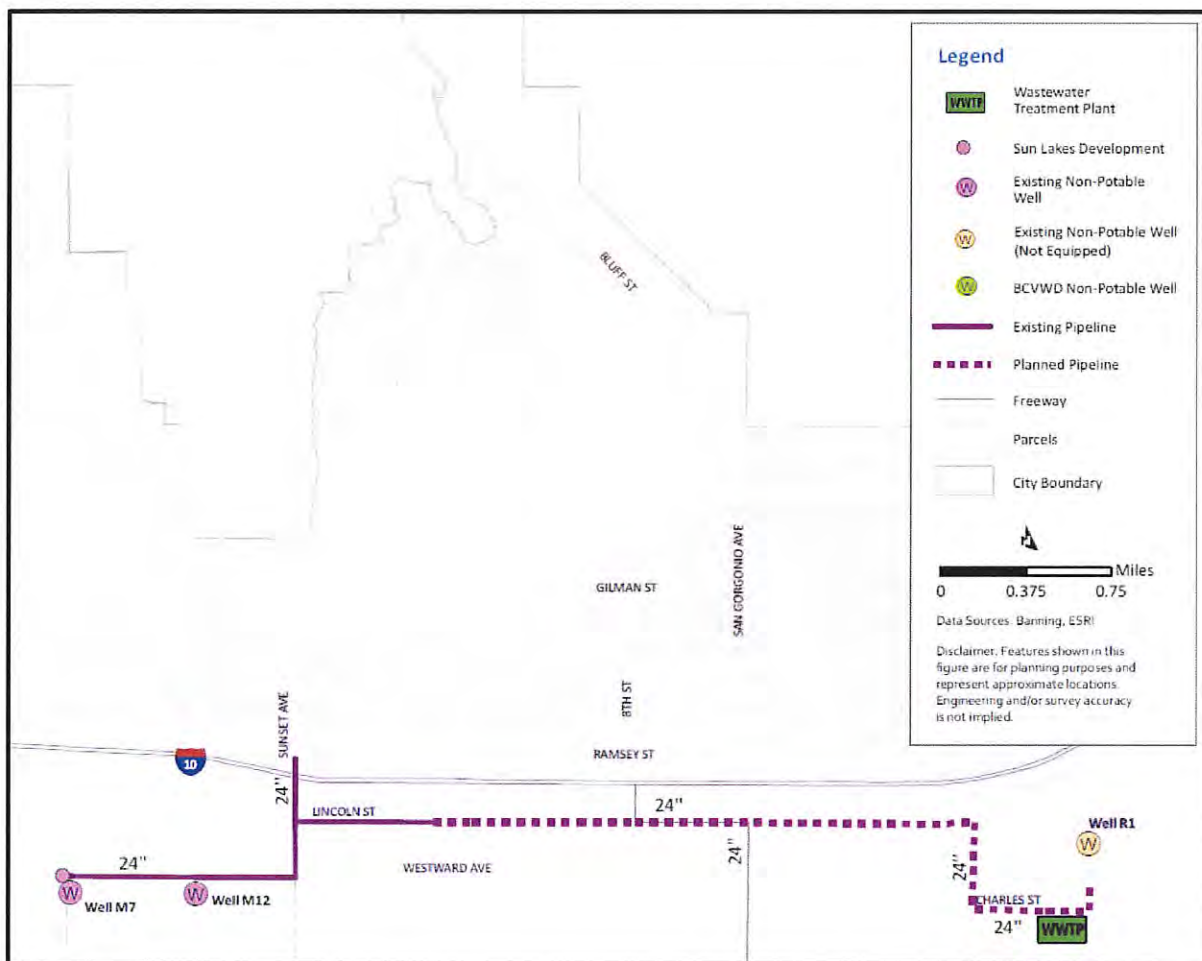 Legend
WWTP
Wastewater
Treatment Plant
Sun Lakes Development
W
Existing Non-Potable
Well
W
Existing Non-Potable Well
(Not Equipped)
W
BCVWD Non-Potable Well
Existing Pipeline
Planned Pipeline
Freeway
Parcels
City Boundary
Miles
0 0.375 0.75
Data Sources: Banning, ESRI
Disclaimer: Features shown in this
figure are for planning purposes and
represent approximate locations.
Engineering and/or survey accuracy
is not implied.
BLUFF ST
GILMAN ST
SAN GORGONIO AVE
8TH ST
SUNSET AVE
RAMSEY ST
10
24"
LINCOLN ST
24"
24"
WESTWARD AVE
24"
24"
Well R1
W
W
Well M7
W
Well M12
CHARLES ST
24"
WWTP